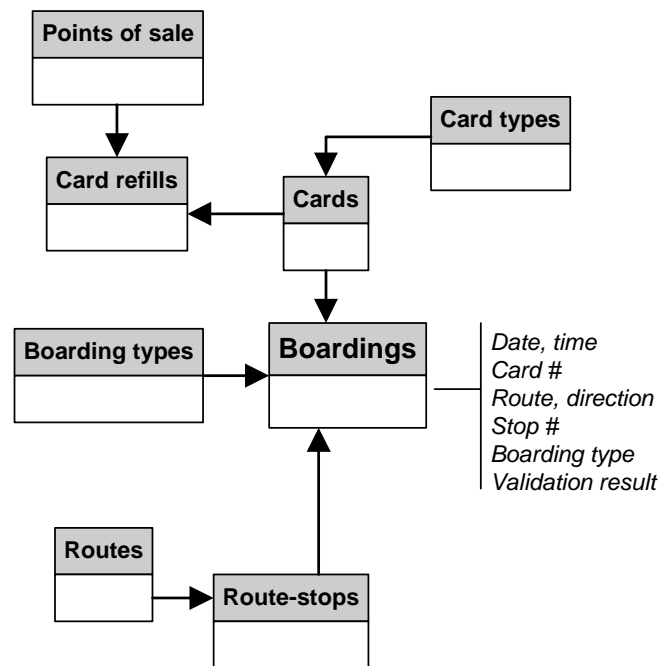 Points of sale
Card types
Card refills
Cards
Boarding types
Boardings
Date, time
Card #
Route, direction
Stop #
Boarding type
Validation result
Routes
Route-stops